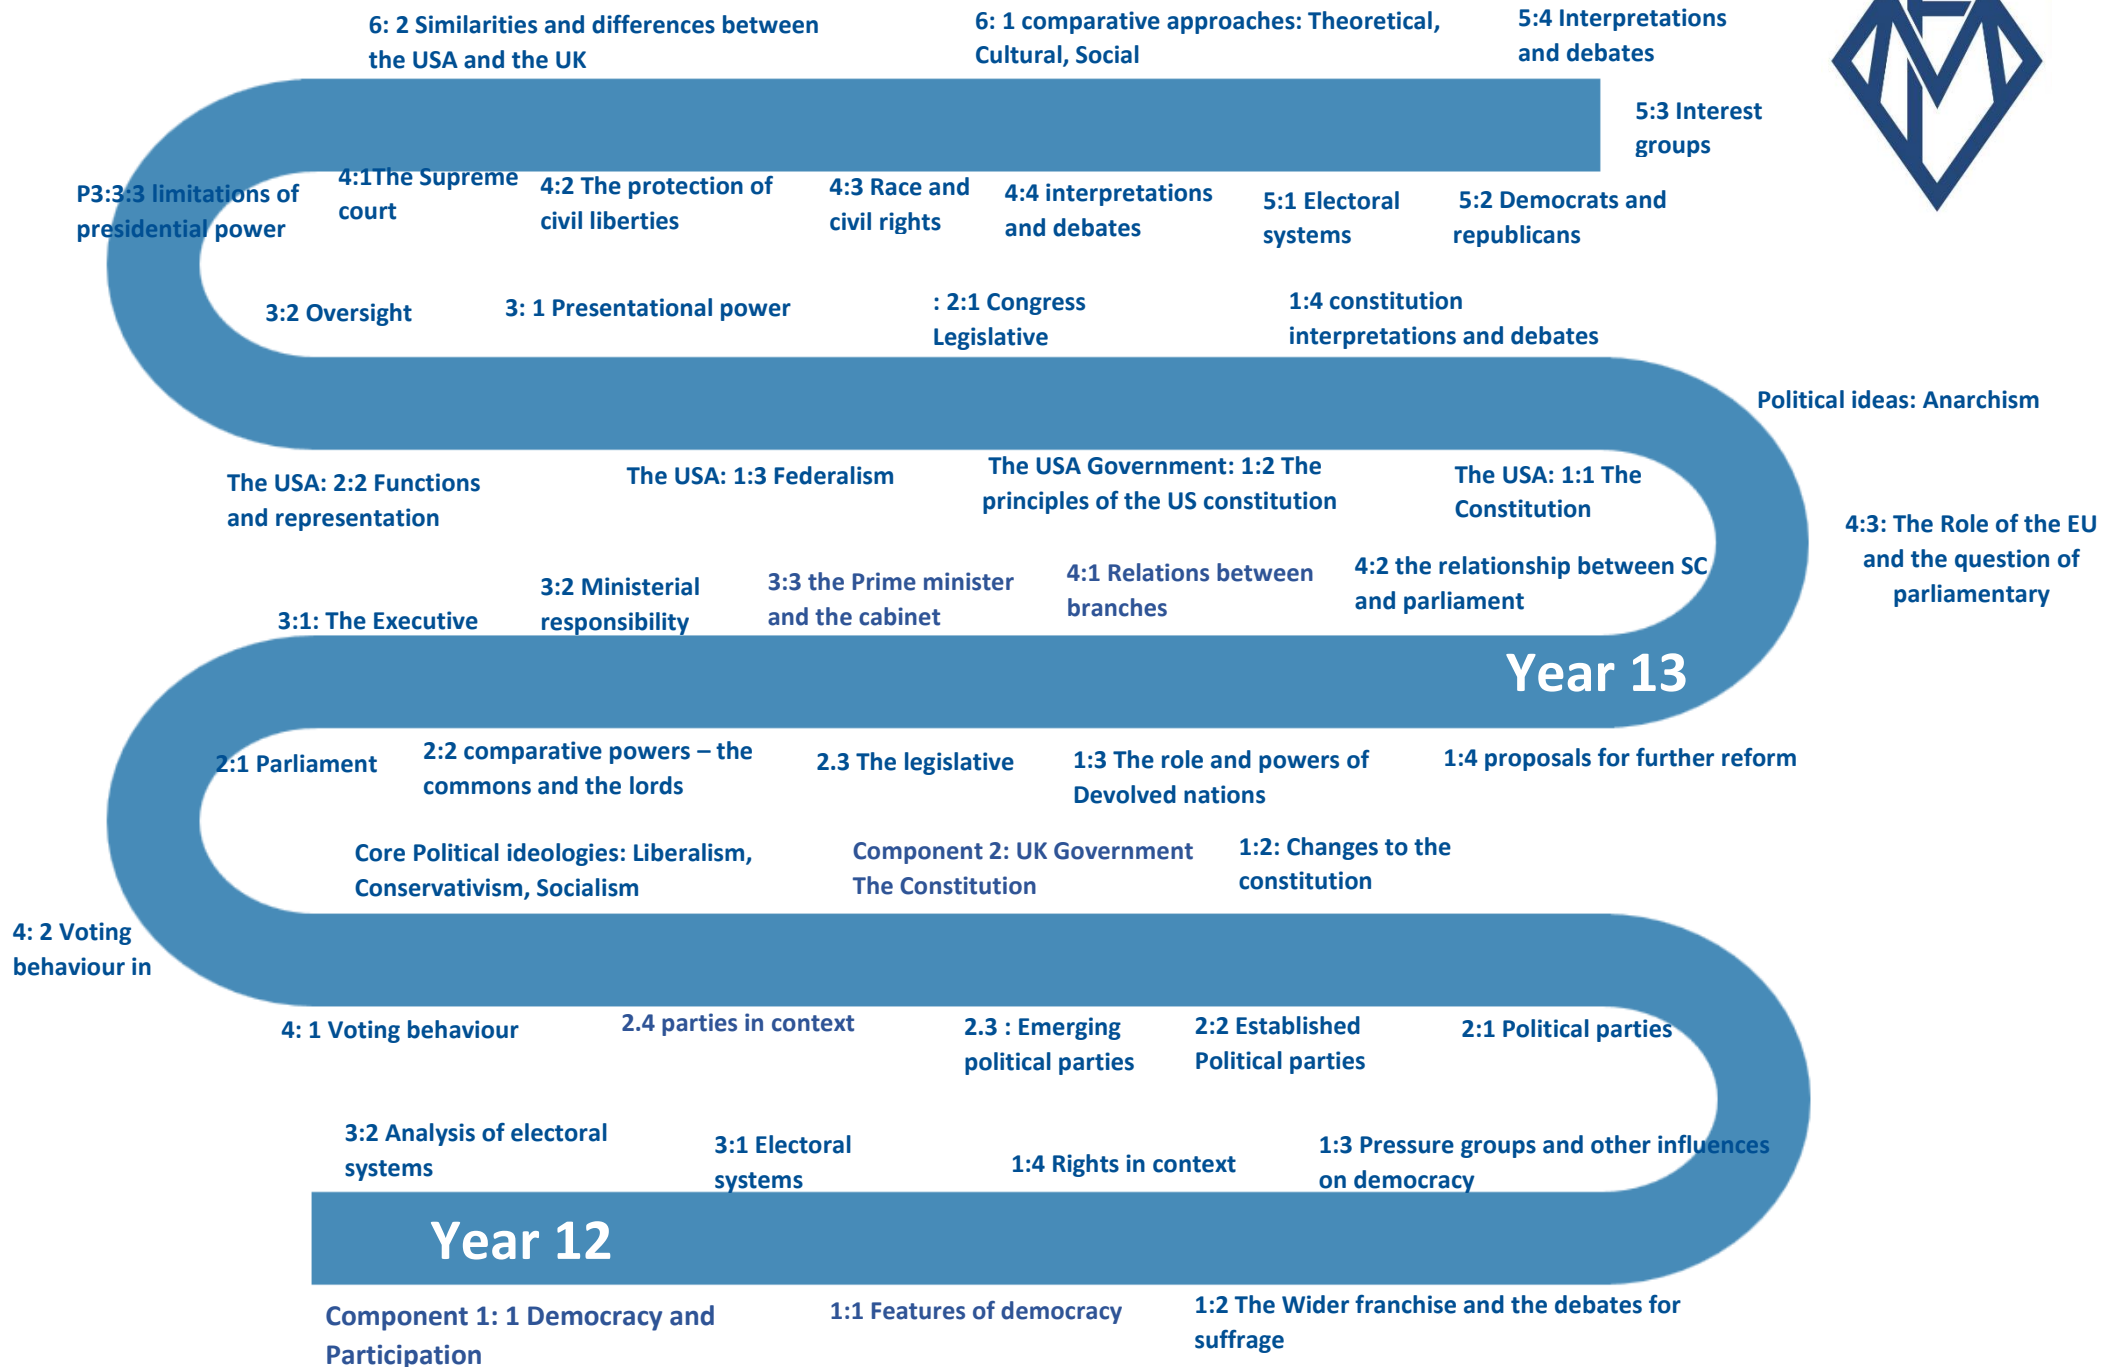 6: 2 Similarities and differences between
the USA and the UK
6: 1 comparative approaches: Theoretical,
Cultural, Social
5:4 Interpretations
and debates
5:3 Interest
groups
P3:3:3 limitations of
presidential power
4:1The Supreme
court
4:2 The protection of
civil liberties
4:3 Race and
civil rights
4:4 interpretations
and debates
5:1 Electoral
systems
5:2 Democrats and
republicans
3:2 Oversight
3: 1 Presentational power
: 2:1 Congress
Legislative
1:4 constitution
interpretations and debates
Political ideas: Anarchism
The USA: 2:2 Functions
and representation
The USA: 1:3 Federalism
The USA Government: 1:2 The
principles of the US constitution
The USA: 1:1 The
Constitution
4:3: The Role of the EU
and the question of
parliamentary
3:1: The Executive
3:2 Ministerial
responsibility
3:3 the Prime minister
and the cabinet
4:1 Relations between
branches
4:2 the relationship between SC
and parliament
Year 13
2:1 Parliament
2:2 comparative powers – the
commons and the lords
2.3 The legislative
1:3 The role and powers of
Devolved nations
1:4 proposals for further reform
Core Political ideologies: Liberalism,
Conservativism, Socialism
Component 2: UK Government
The Constitution
1:2: Changes to the
constitution
4: 2 Voting
behaviour in
4: 1 Voting behaviour
2.4 parties in context
2.3 : Emerging
political parties
2:2 Established
Political parties
2:1 Political parties
3:2 Analysis of electoral
systems
3:1 Electoral
systems
1:4 Rights in context
1:3 Pressure groups and other influences
on democracy
Year 12
Component 1: 1 Democracy and
Participation
1:1 Features of democracy
1:2 The Wider franchise and the debates for
suffrage